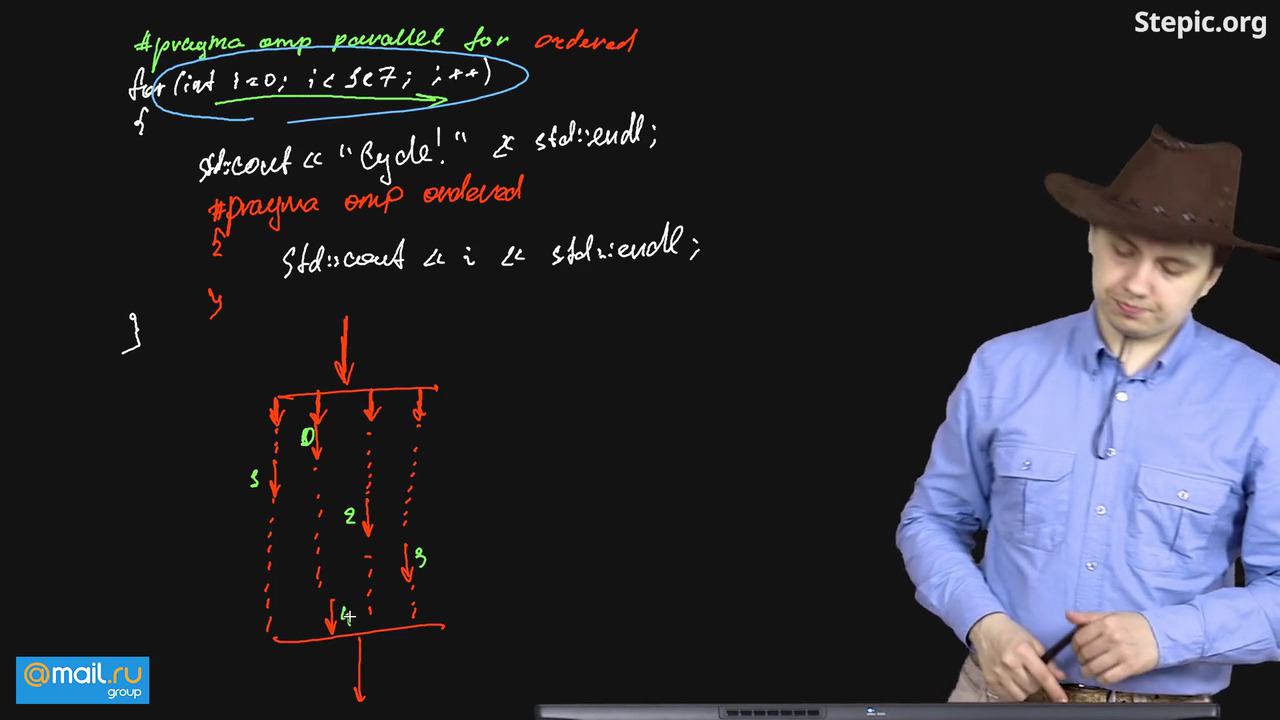 Stepic.org
#pragma omp parallel for ordered
for (int i=0; i< 1e7; i++)
{
std::cout << "Cycle!" << std::endl;
#pragma omp ordered
{
std::cout << i << std::endl;
}
}
0
1
2
3
4
@mail.ru
group